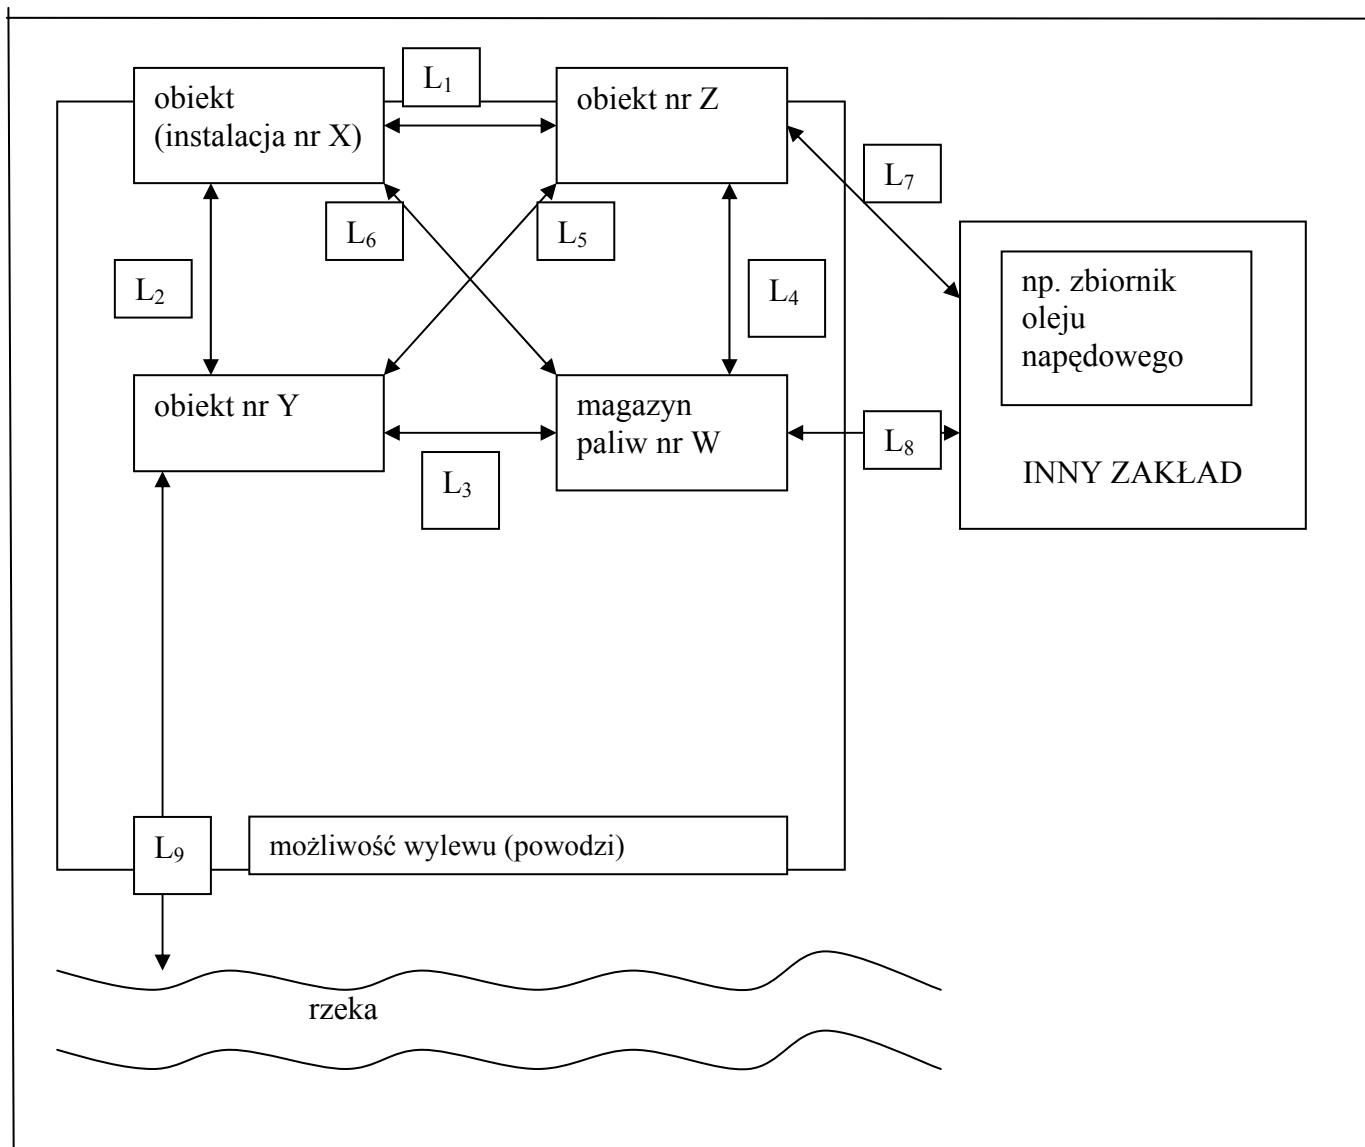 obiekt
(instalacja nr X)
L₁
obiekt nr Z
L₇
L₆
L₅
L₂
L₄
np. zbiornik
oleju
napędowego
obiekt nr Y
magazyn
paliw nr W
L₃
L₈
INNY ZAKŁAD
L₉
możliwość wylewu (powodzi)
rzeka